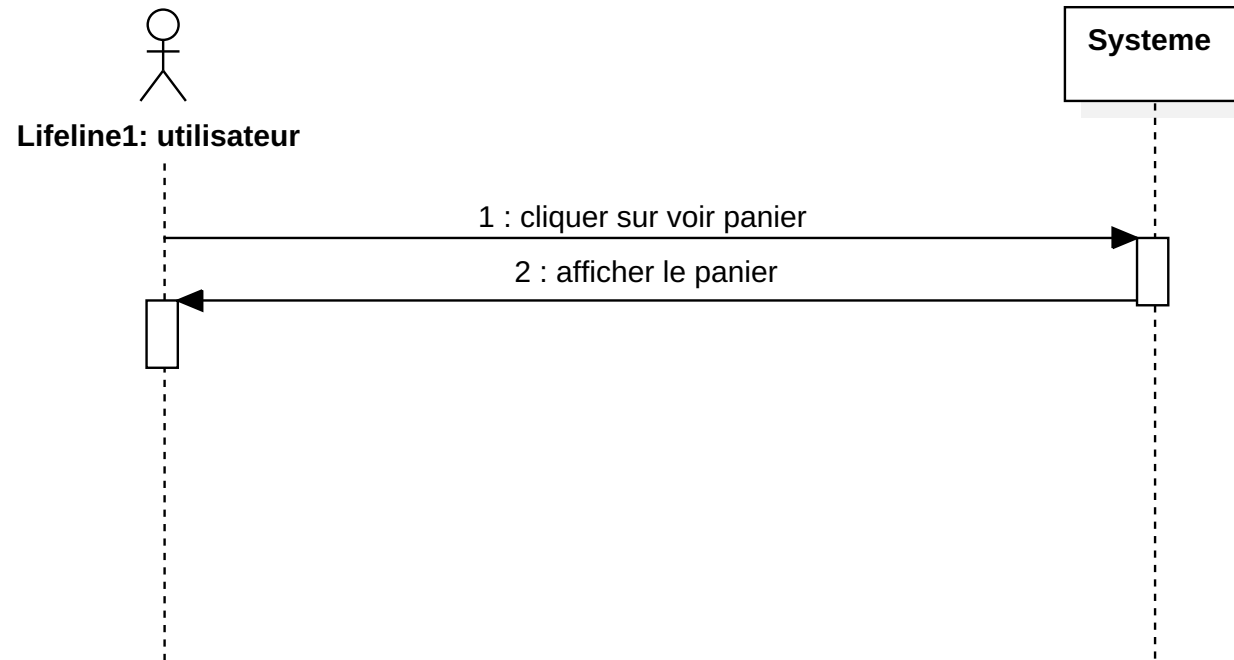 Systeme
Lifeline1: utilisateur
1 : cliquer sur voir panier
2 : afficher le panier